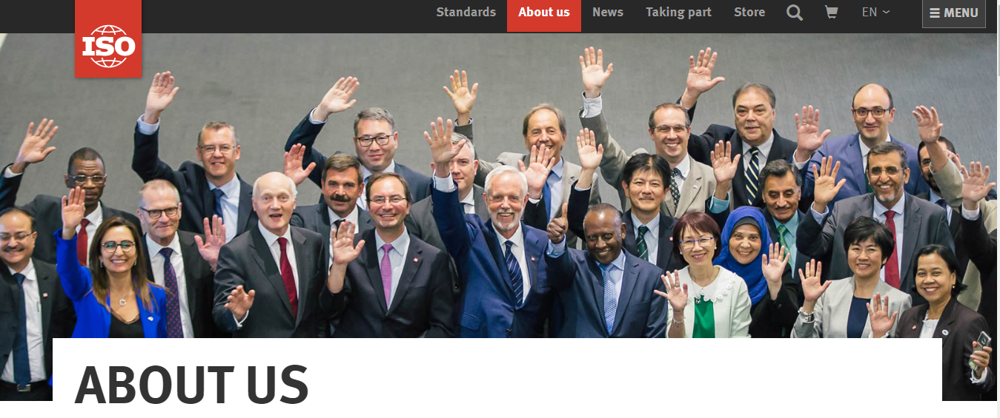 Standards About us News Taking part Store EN MENU
ISO
ABOUT US